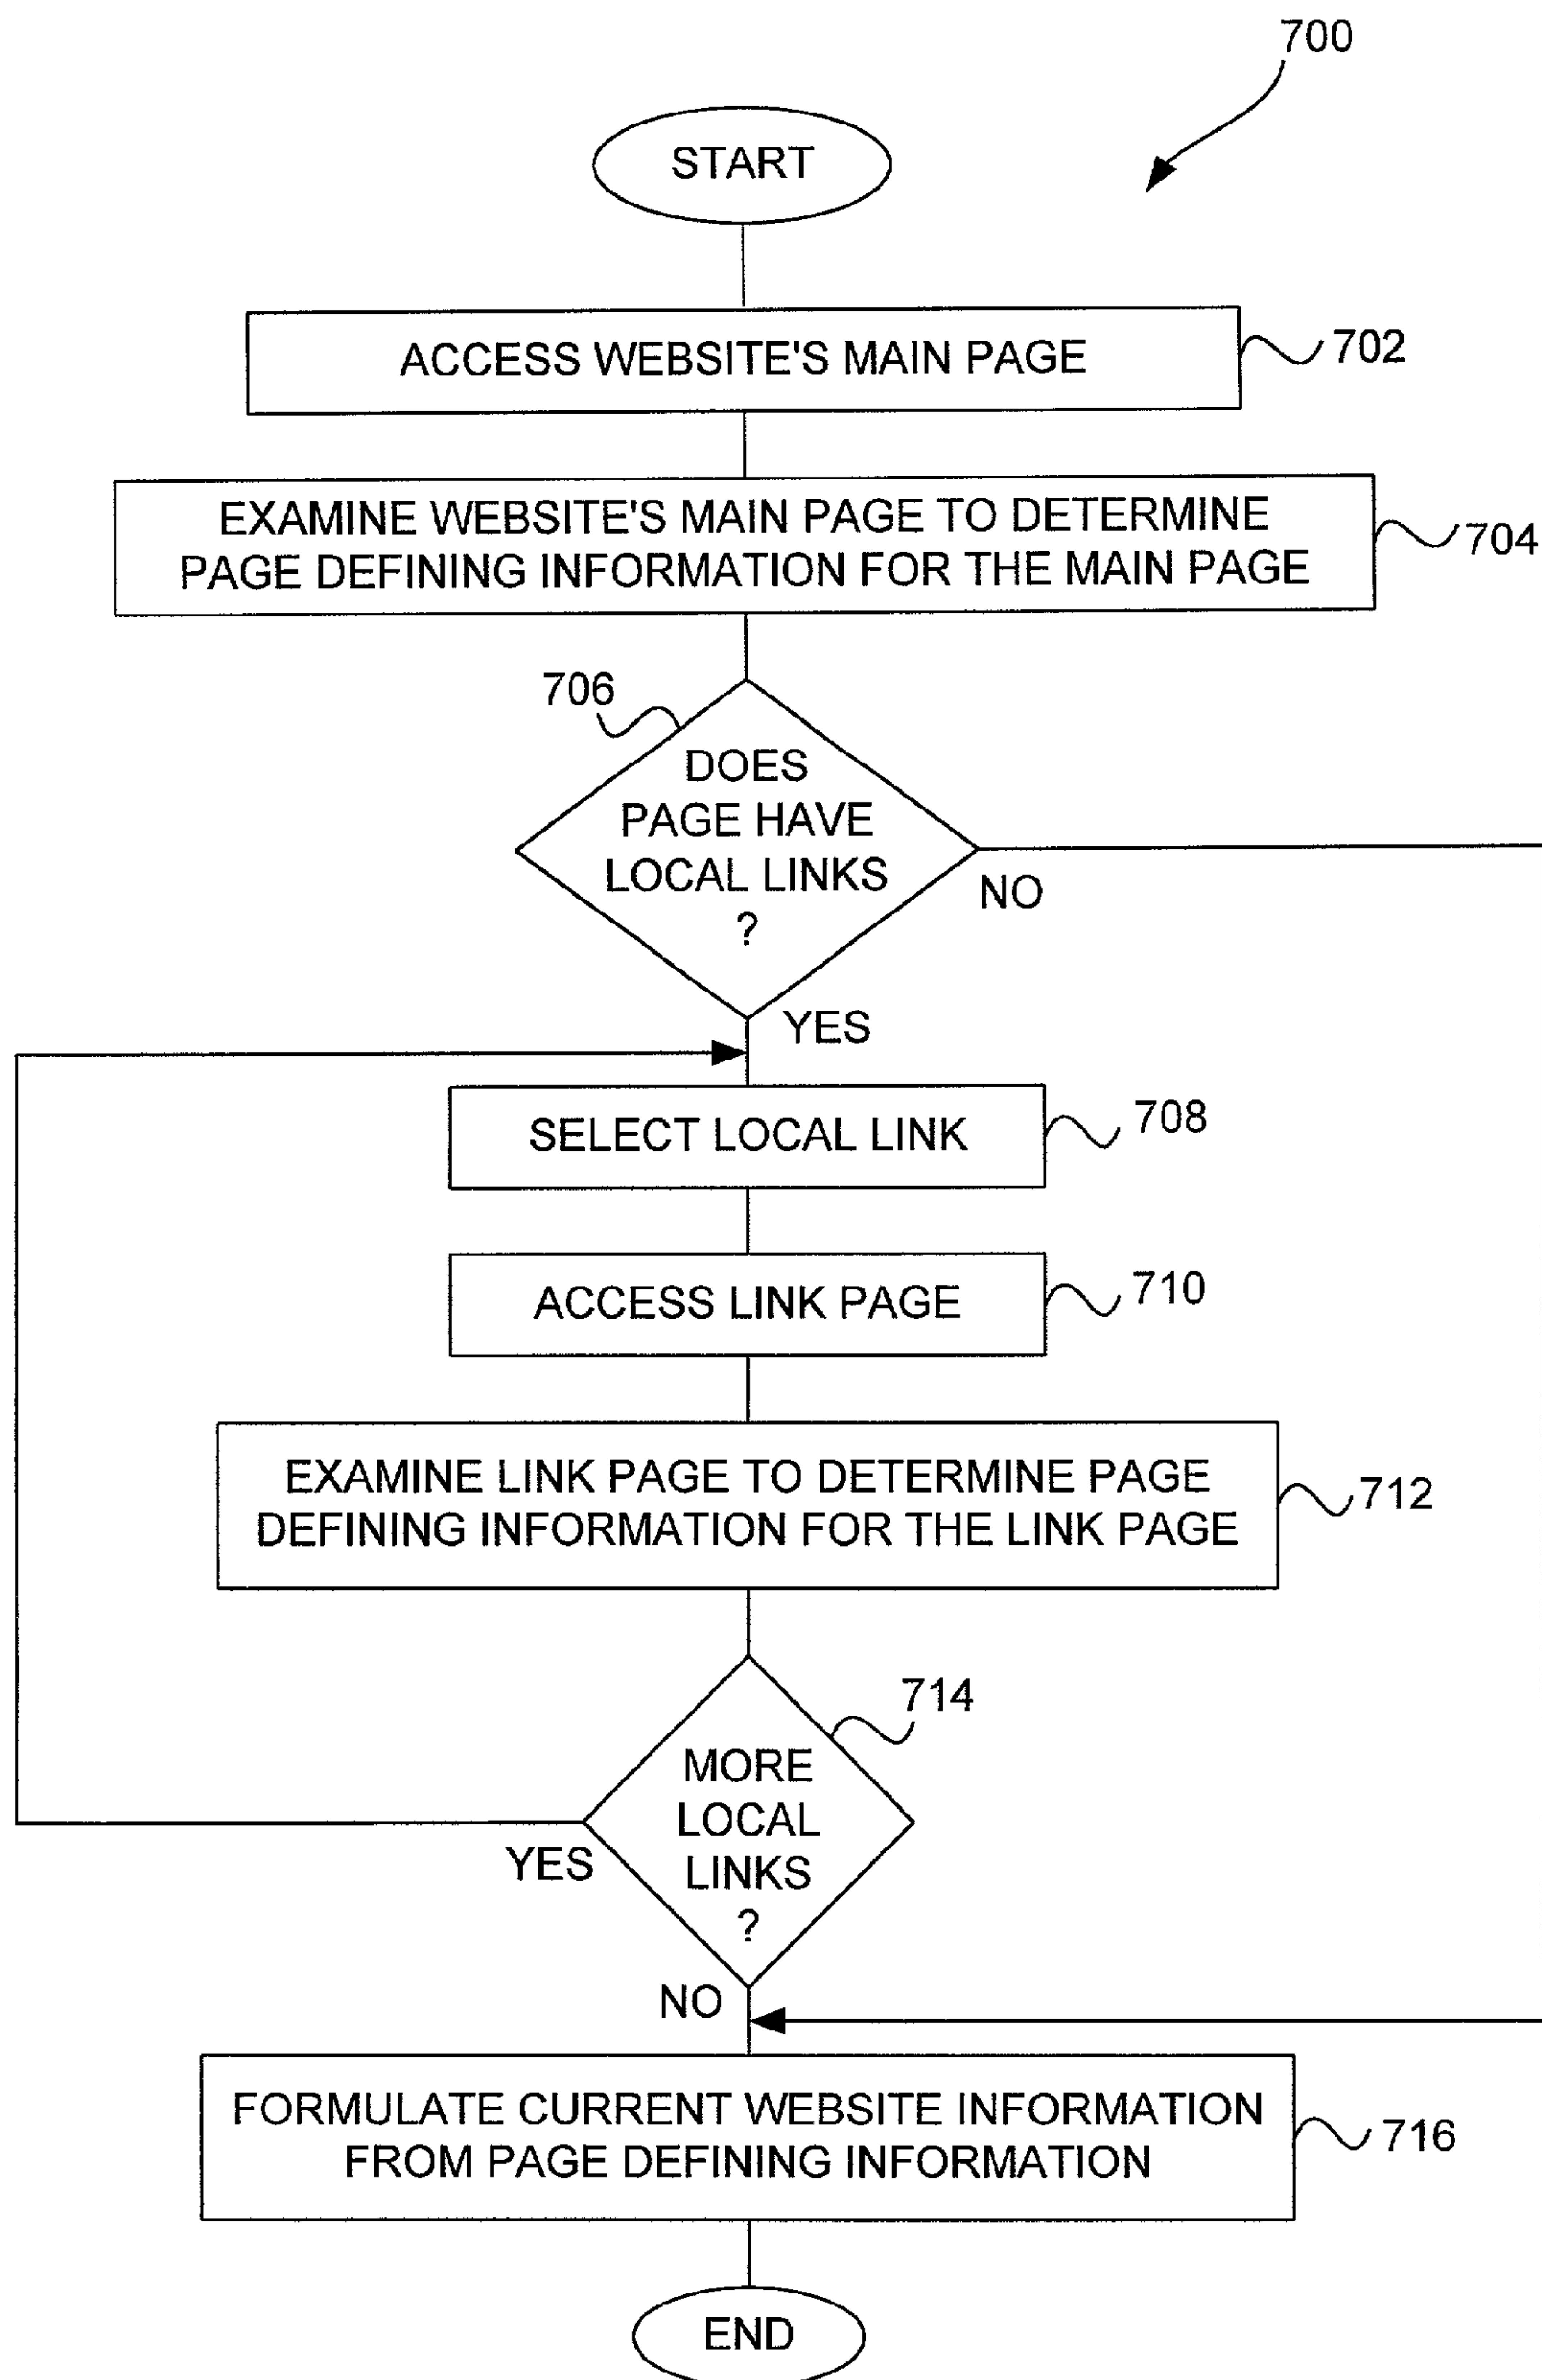 700
START
ACCESS WEBSITE'S MAIN PAGE
702
EXAMINE WEBSITE'S MAIN PAGE TO DETERMINE
PAGE DEFINING INFORMATION FOR THE MAIN PAGE
704
706
DOES
PAGE HAVE
LOCAL LINKS
?
NO
YES
SELECT LOCAL LINK
708
ACCESS LINK PAGE
710
EXAMINE LINK PAGE TO DETERMINE PAGE
DEFINING INFORMATION FOR THE LINK PAGE
712
714
MORE
LOCAL
LINKS
?
YES
NO
FORMULATE CURRENT WEBSITE INFORMATION
FROM PAGE DEFINING INFORMATION
716
END